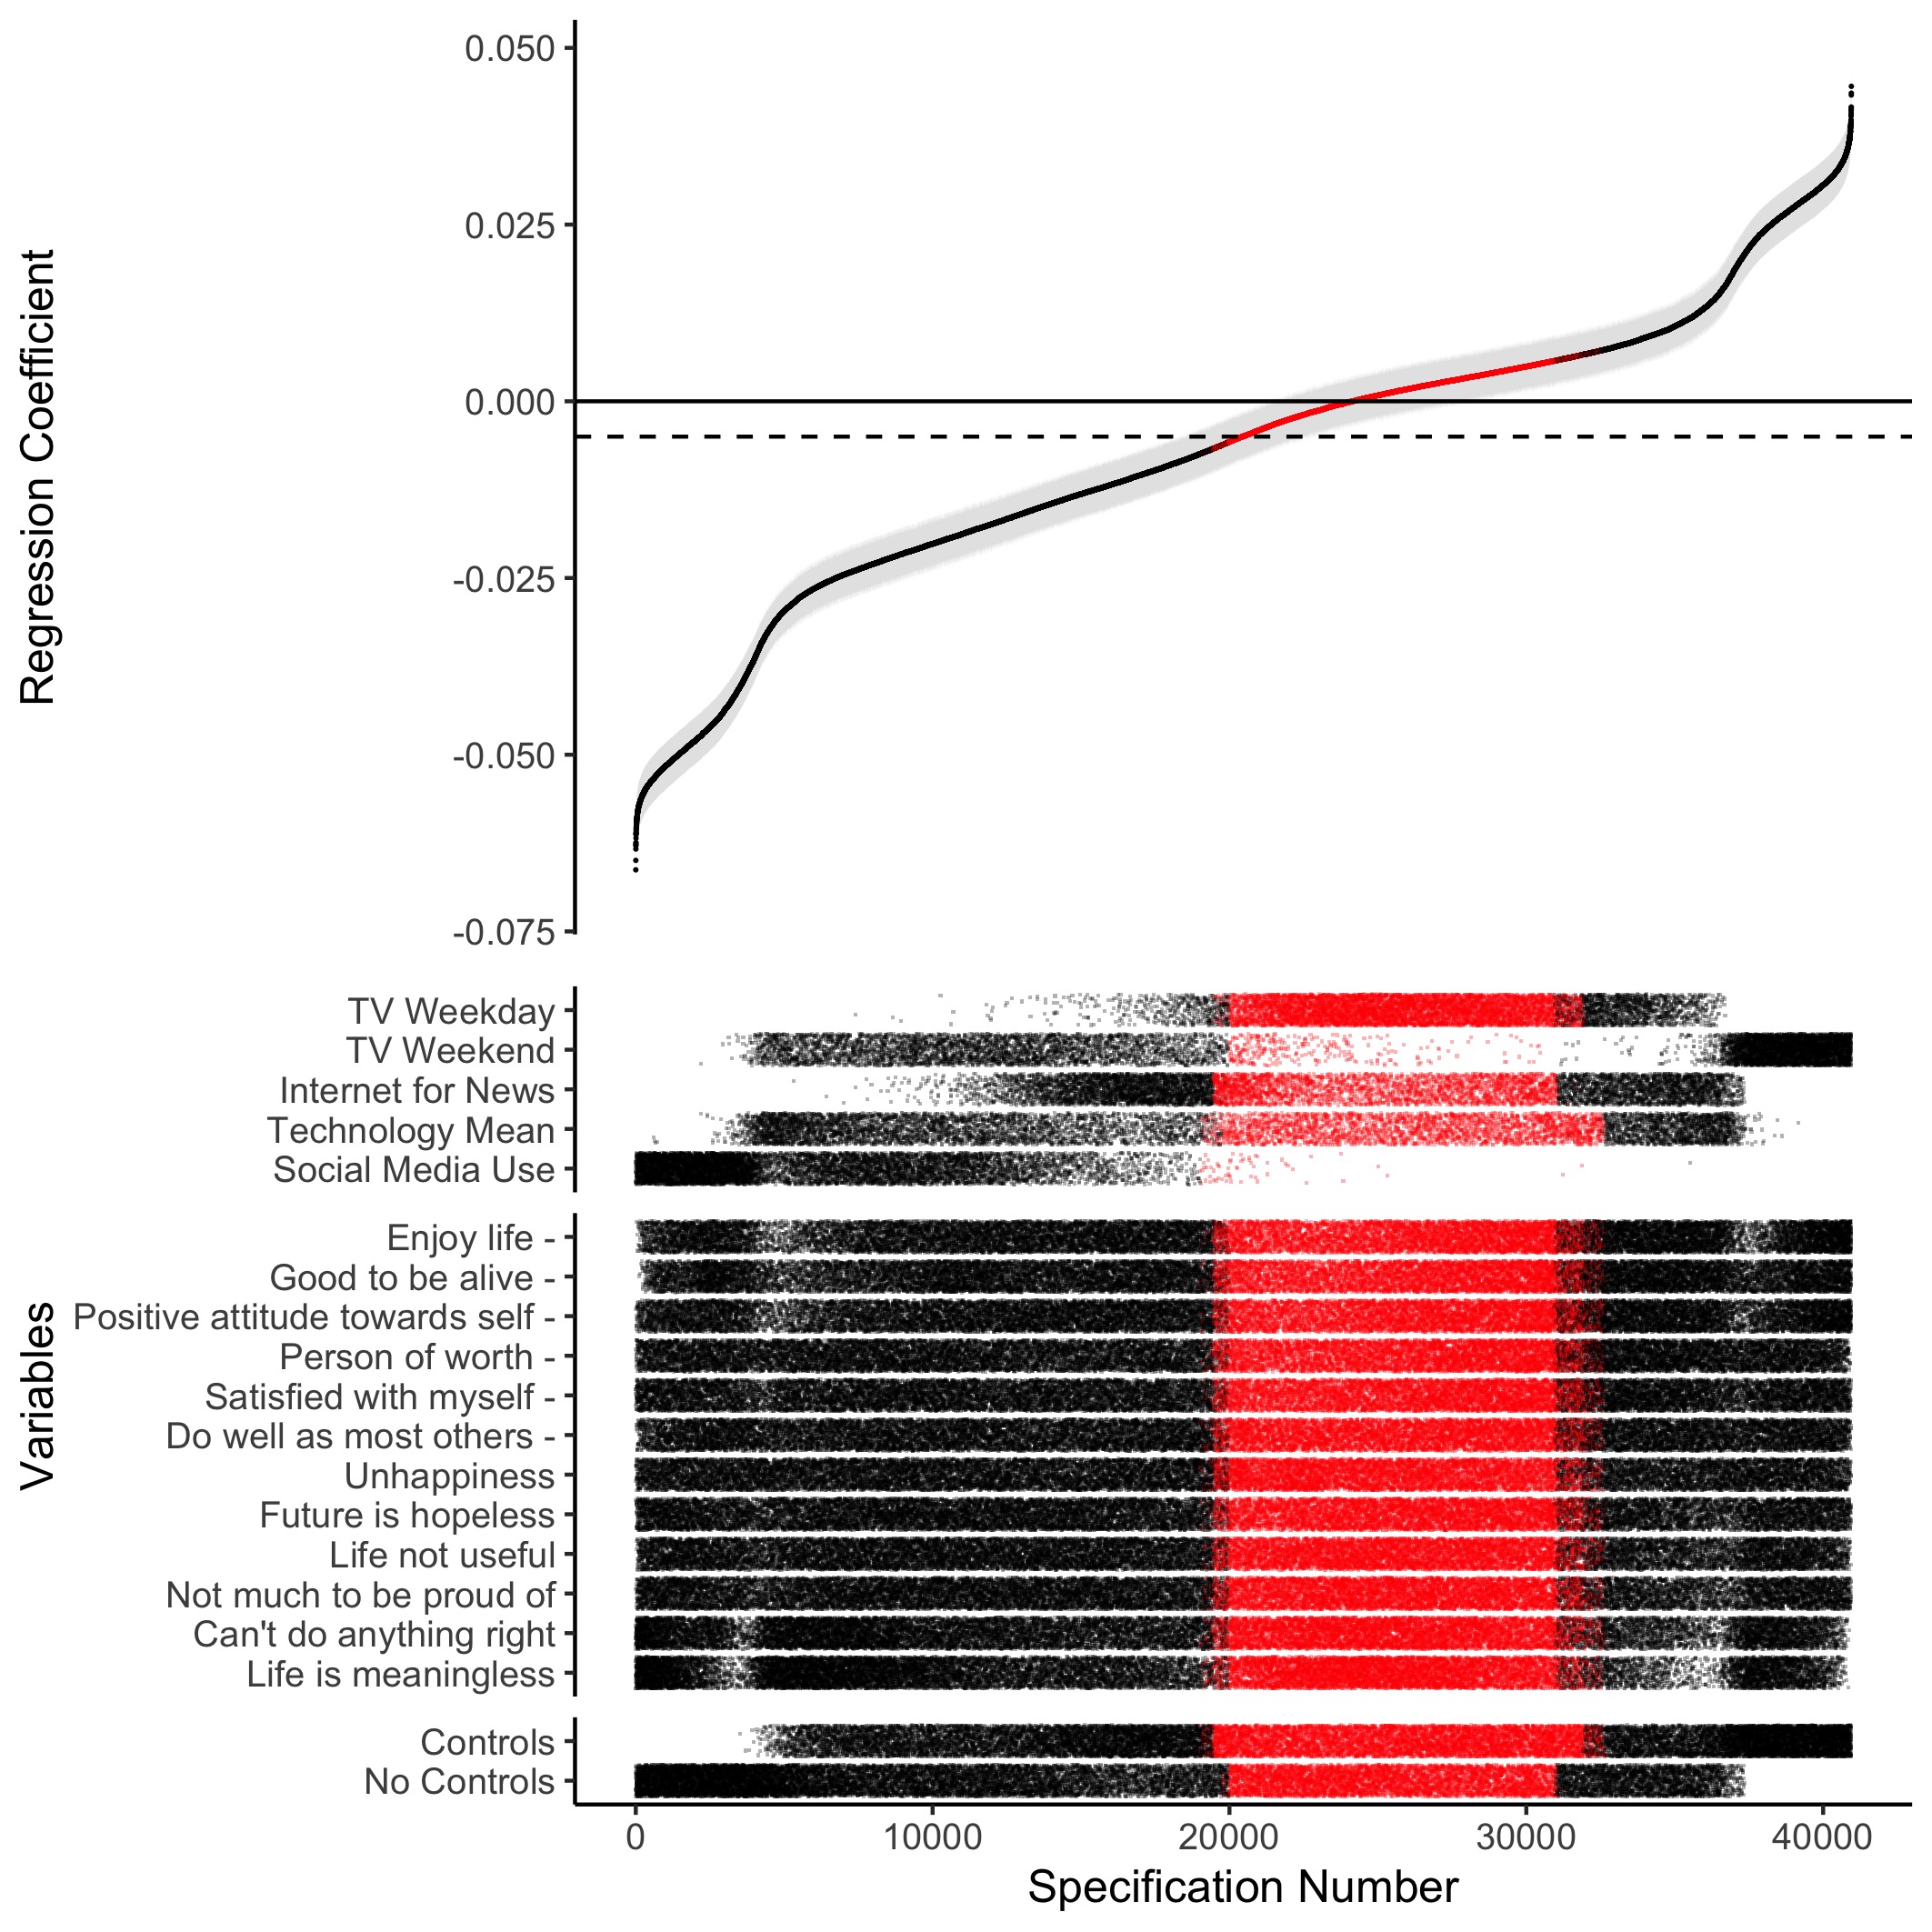 Regression Coefficient
0.050
0.025
0.000
-0.025
-0.050
-0.075
Variables
TV Weekday
TV Weekend
Internet for News
Technology Mean
Social Media Use
Enjoy life -
Good to be alive -
Positive attitude towards self -
Person of worth -
Satisfied with myself -
Do well as most others -
Unhappiness
Future is hopeless
Life not useful
Not much to be proud of
Can't do anything right
Life is meaningless
Controls
No Controls
0 10000 20000 30000 40000
Specification Number